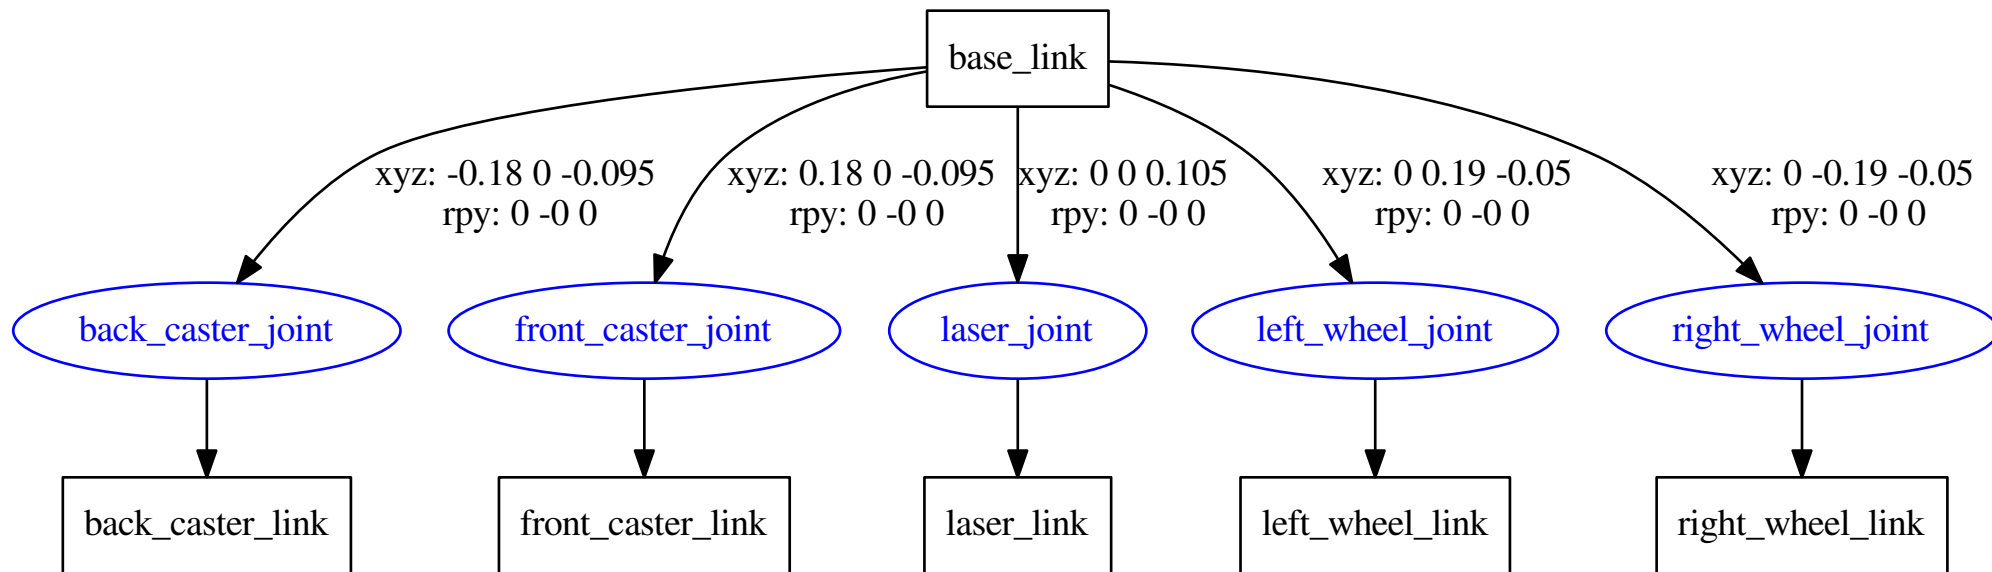 base_link
xyz: -0.18 0 -0.095
rpy: 0 -0 0
xyz: 0.18 0 -0.095
rpy: 0 -0 0
xyz: 0 0 0.105
rpy: 0 -0 0
xyz: 0 0.19 -0.05
rpy: 0 -0 0
xyz: 0 -0.19 -0.05
rpy: 0 -0 0
back_caster_joint
front_caster_joint
laser_joint
left_wheel_joint
right_wheel_joint
back_caster_link
front_caster_link
laser_link
left_wheel_link
right_wheel_link